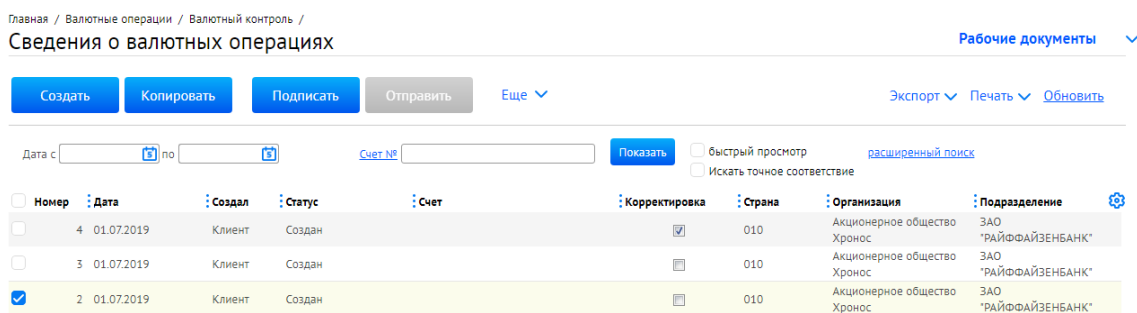 Главная / Валютные операции / Валютный контроль /
Сведения о валютных операциях
Рабочие документы
Создать Копировать Подписать Отправить Еще Экспорт Печать Обновить
Дата с 5 по 5 Счет № Показать быстрый просмотр расширенный поиск
Искать точное соответствие
Номер Дата Создал Статус Счет Корректировка Страна Организация Подразделение
4 01.07.2019 Клиент Создан 010 Акционерное общество ЗАО
Хронос "РАЙФФАЙЗЕНБАНК"
3 01.07.2019 Клиент Создан 010 Акционерное общество ЗАО
Хронос "РАЙФФАЙЗЕНБАНК"
2 01.07.2019 Клиент Создан 010 Акционерное общество ЗАО
Хронос "РАЙФФАЙЗЕНБАНК"